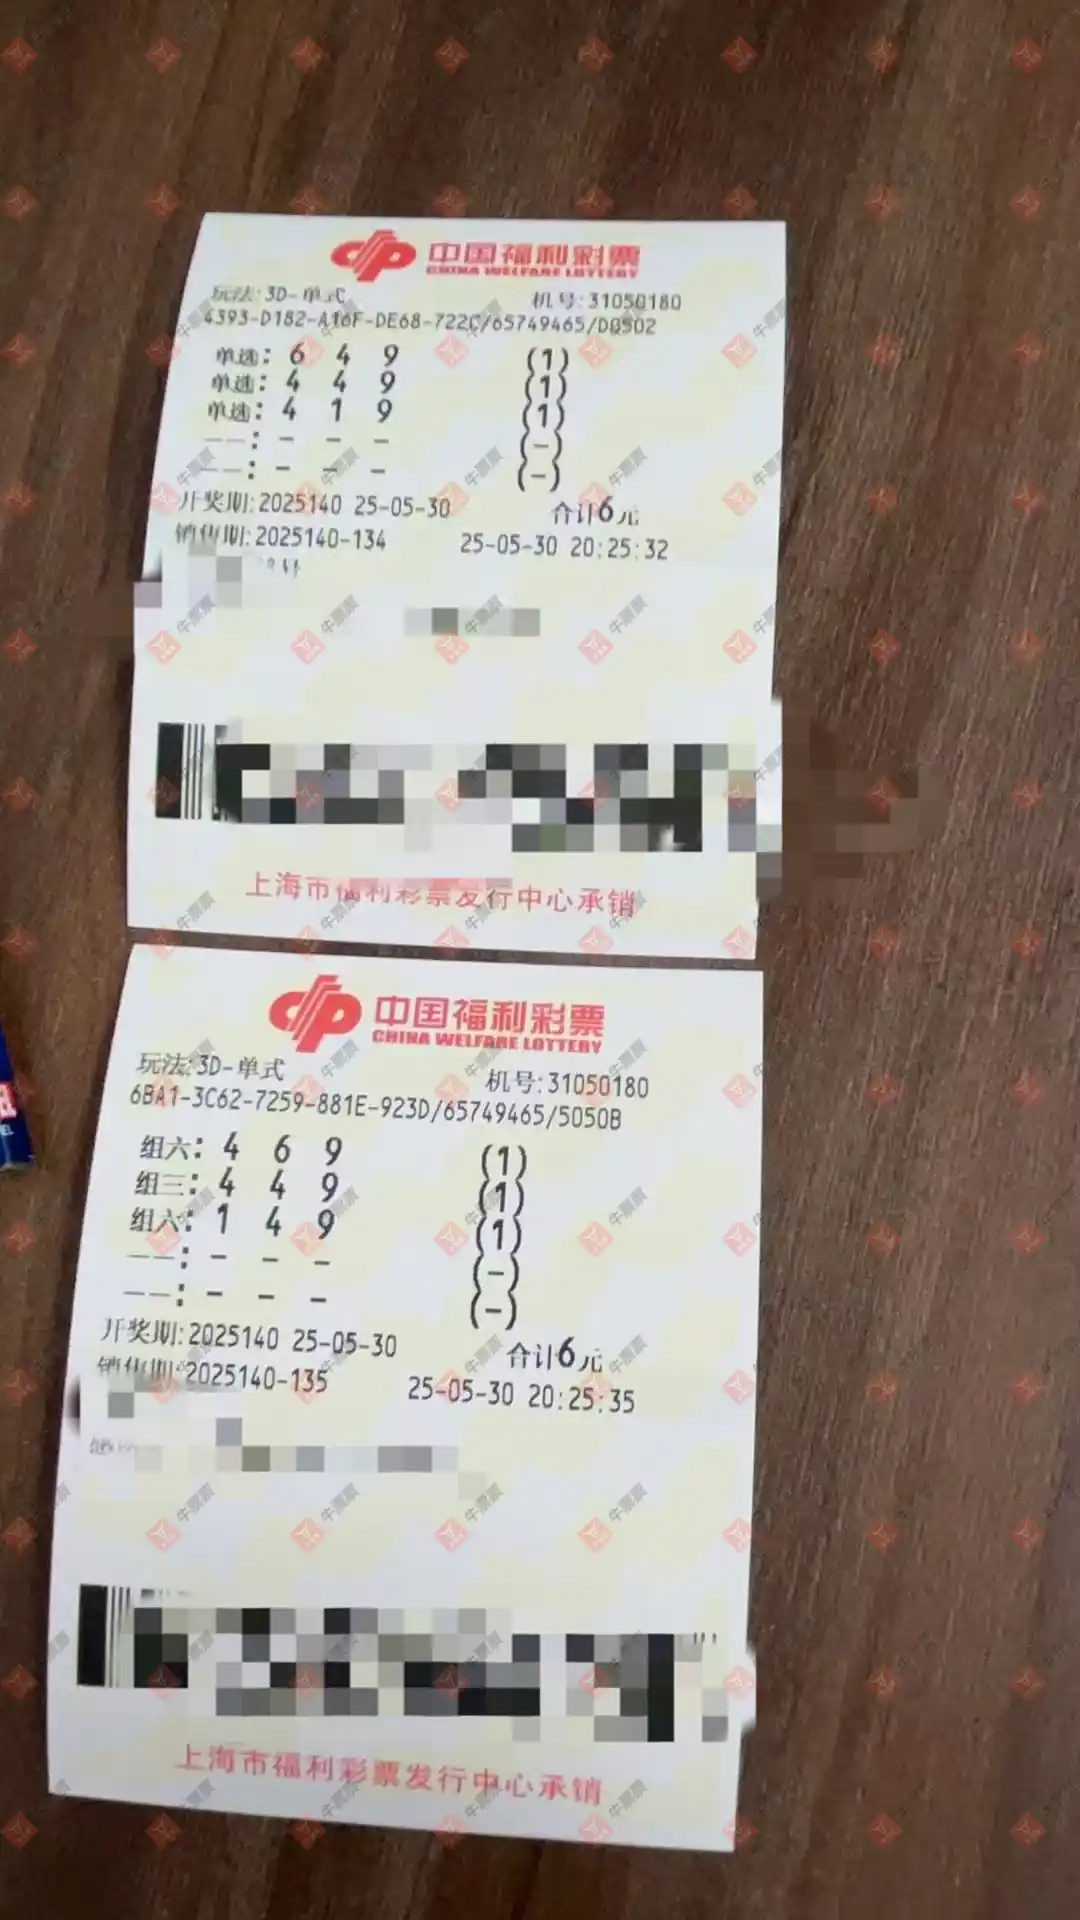 中国福利彩票
CHINA WELFARE LOTTERY
玩法:3D-单式 机号:31050180
4393-D182-A16F-DE68-722C/65749465/DQ502
单选: 6 4 9 (1)
单选: 4 4 9 (1)
单选: 4 1 9 (1)
--: - - - (-)
--: - - - (-)
开奖期:2025140 25-05-30 合计6元
销售期:2025140-134 25-05-30 20:25:32
上海市福利彩票发行中心承销
中国福利彩票
CHINA WELFARE LOTTERY
玩法:3D-单式 机号:31050180
6BA1-3C62-7259-881E-923D/65749465/5050B
组六: 4 6 9 (1)
组三: 4 4 9 (1)
组六: 1 4 9 (1)
--: - - - (-)
--: - - - (-)
开奖期:2025140 25-05-30 合计6元
销售期:2025140-135 25-05-30 20:25:35
上海市福利彩票发行中心承销
牛票票